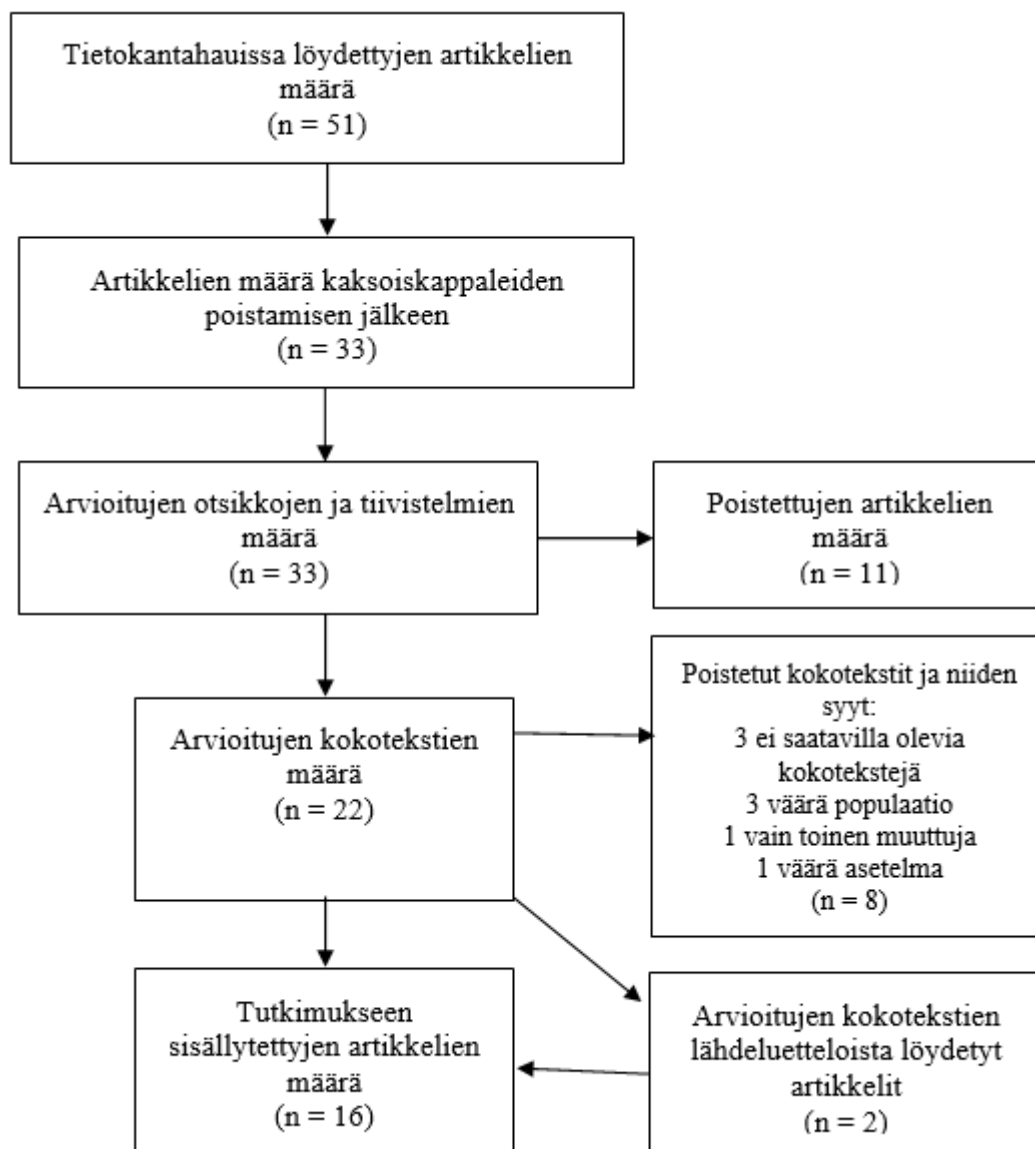 Tietokantahauissa löydettyjen artikkelien
määrä
(n = 51)
Artikkelien määrä kaksoiskappaleiden
poistamisen jälkeen
(n = 33)
Arvioitujen otsikkojen ja tiivistelmien
määrä
(n = 33)
Poistettujen artikkelien
määrä
(n = 11)
Arvioitujen kokotekstien
määrä
(n = 22)
Poistetut kokotekstit ja niiden
syyt:
3 ei saatavilla olevia
kokotekstejä
3 väärä populaatio
1 vain toinen muuttuja
1 väärä asetelma
(n = 8)
Tutkimukseen
sisällytettyjen artikkelien
määrä
(n = 16)
Arvioitujen kokotekstien
lähdeluetteloista löydetyt
artikkelit
(n = 2)